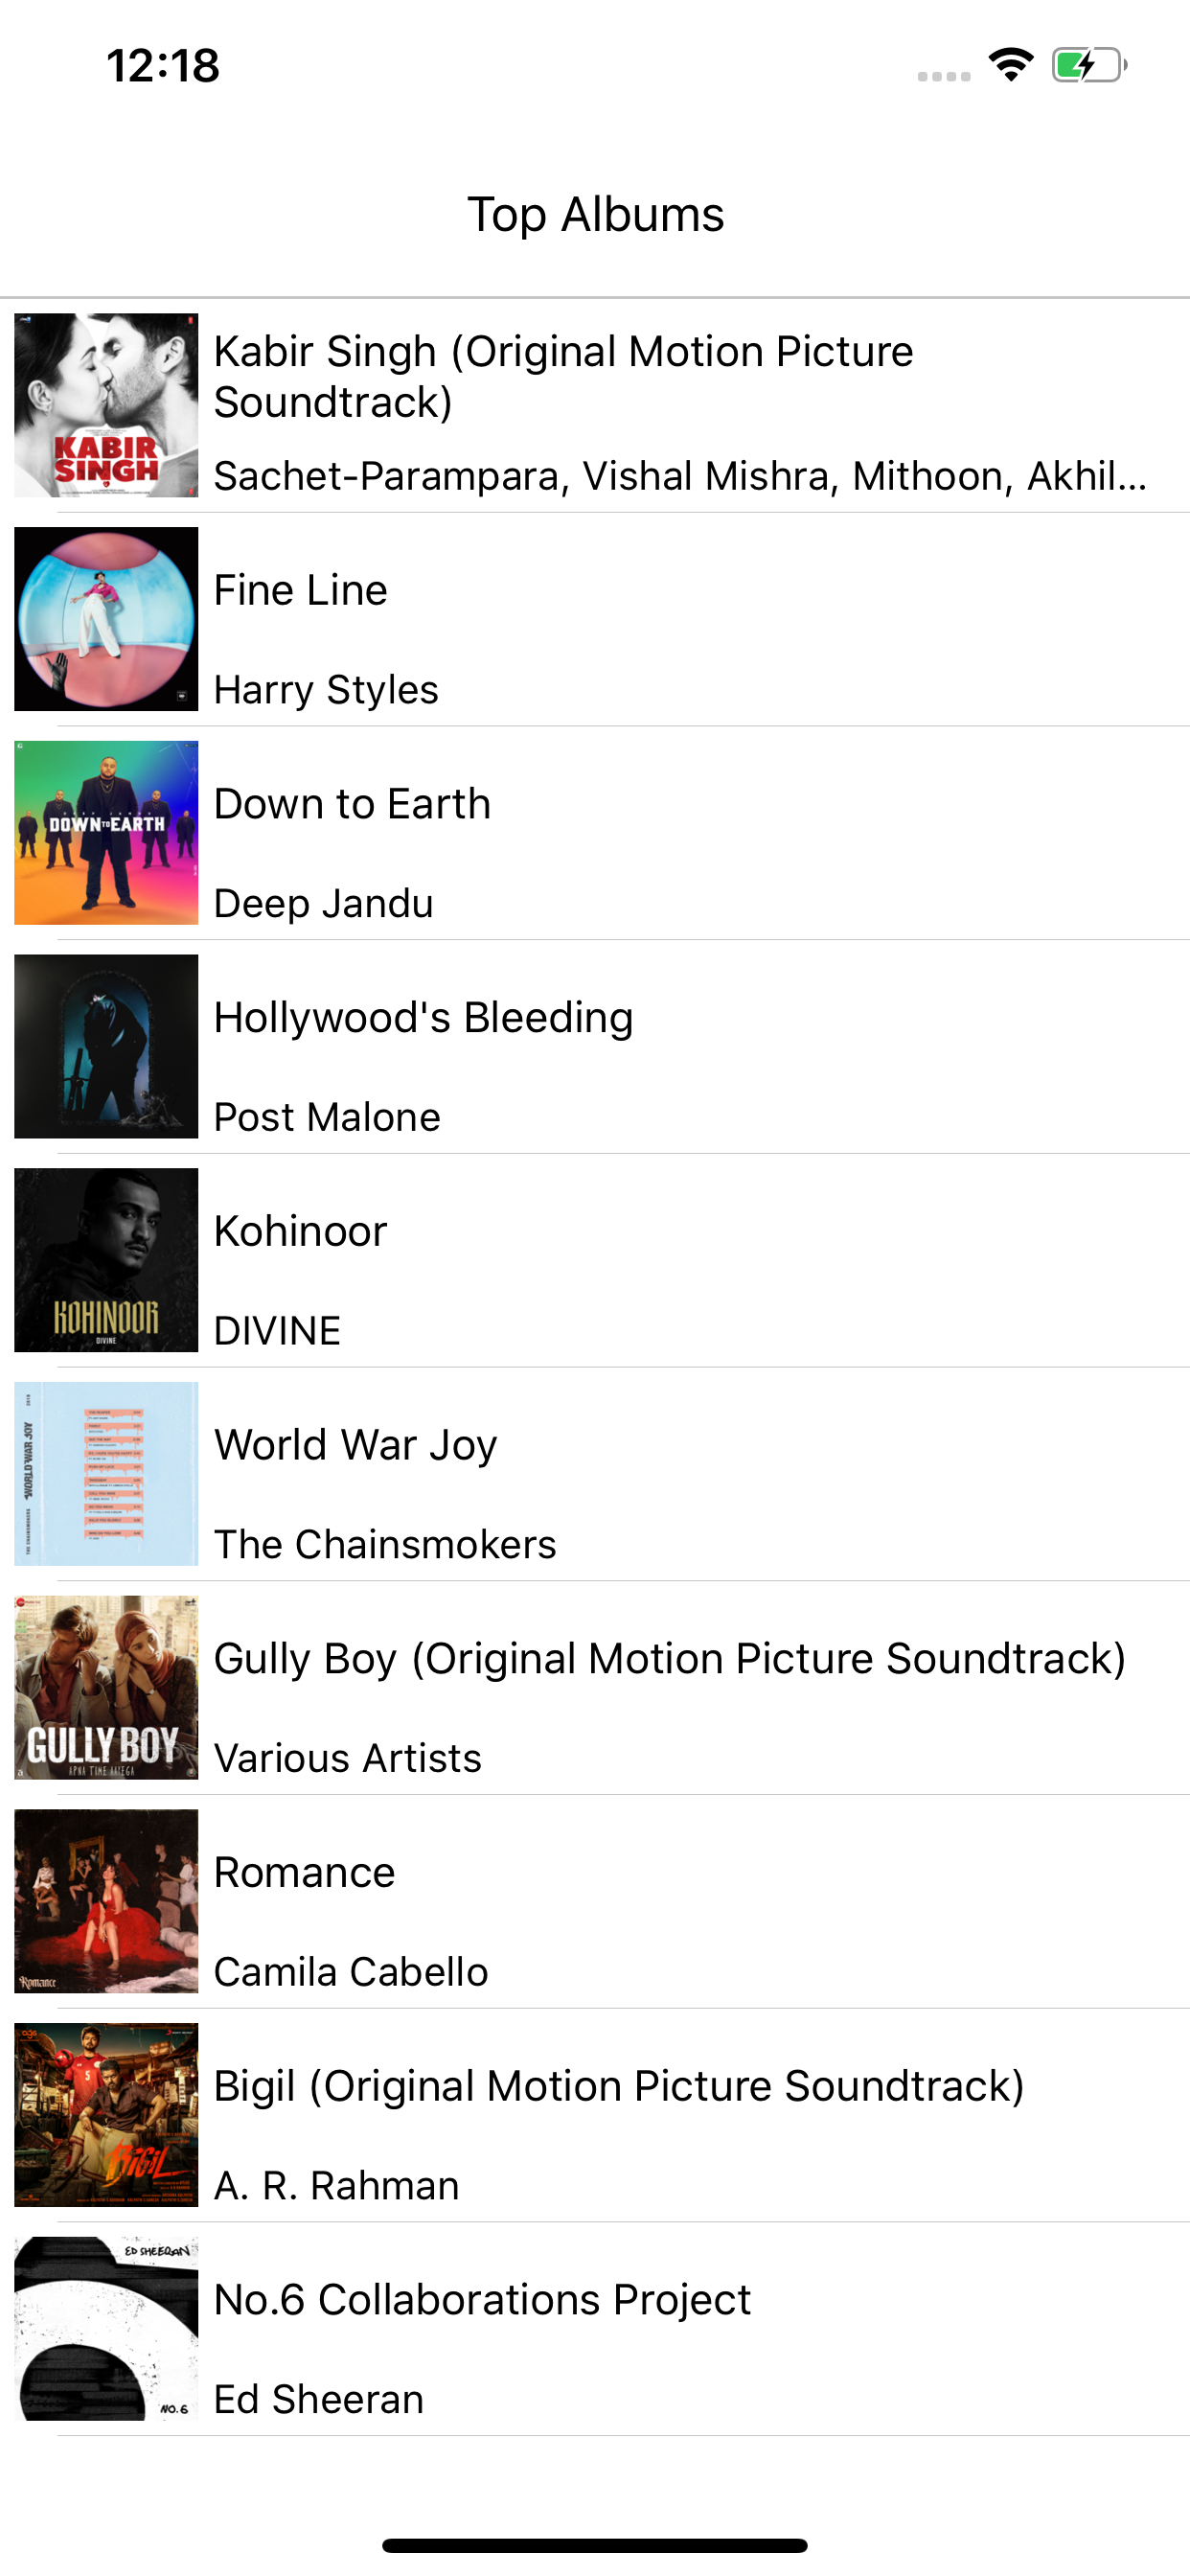 12:18
Top Albums
KABIR
SINGH
Kabir Singh (Original Motion Picture
Soundtrack)
Sachet-Parampara, Vishal Mishra, Mithoon, Akhil...
Fine Line
Harry Styles
DOWN TO EARTH
Down to Earth
Deep Jandu
Hollywood's Bleeding
Post Malone
KOHINOOR
DIVINE
Kohinoor
DIVINE
WORLD WAR JOY
THE CHAINSMOKERS
World War Joy
The Chainsmokers
GULLY BOY
APNA TIME AAYEGA
Gully Boy (Original Motion Picture Soundtrack)
Various Artists
Romance
Romance
Camila Cabello
5
BIGIL
Bigil (Original Motion Picture Soundtrack)
A. R. Rahman
ED SHEERAN
NO.6
No.6 Collaborations Project
Ed Sheeran